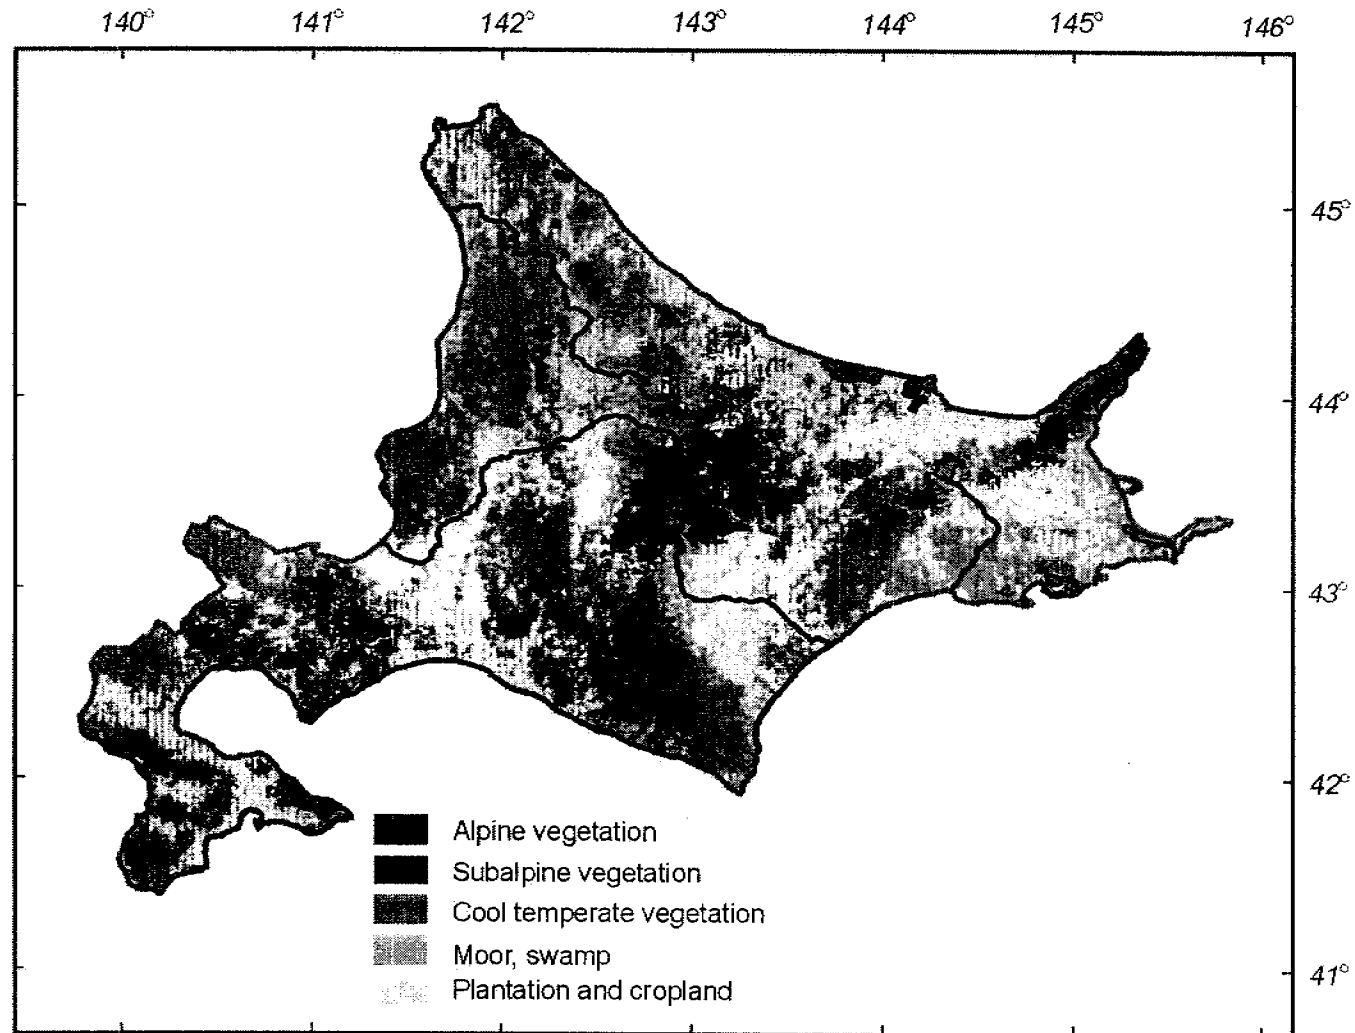 140° 141° 142° 143° 144° 145° 146°
45°
44°
43°
42°
Alpine vegetation
Subalpine vegetation
Cool temperate vegetation
Moor, swamp
41°
Plantation and cropland